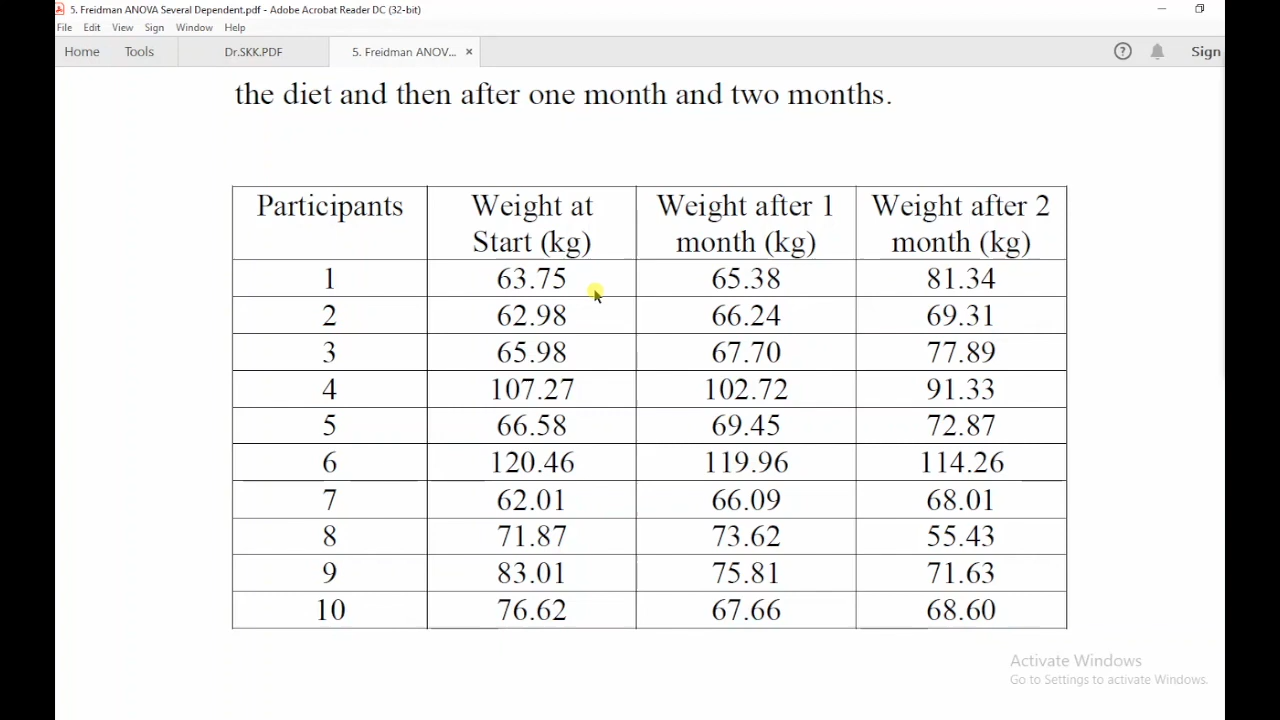 5. Freidman ANOVA Several Dependent.pdf - Adobe Acrobat Reader DC (32-bit)
File Edit View Sign Window Help
Home Tools Dr.SKK.PDF 5. Freidman ANOV... × ? Sign
the diet and then after one month and two months.
Participants Weight at Start (kg) Weight after 1 month (kg) Weight after 2 month (kg)
1 63.75 65.38 81.34
2 62.98 66.24 69.31
3 65.98 67.70 77.89
4 107.27 102.72 91.33
5 66.58 69.45 72.87
6 120.46 119.96 114.26
7 62.01 66.09 68.01
8 71.87 73.62 55.43
9 83.01 75.81 71.63
10 76.62 67.66 68.60
Activate Windows
Go to Settings to activate Windows.